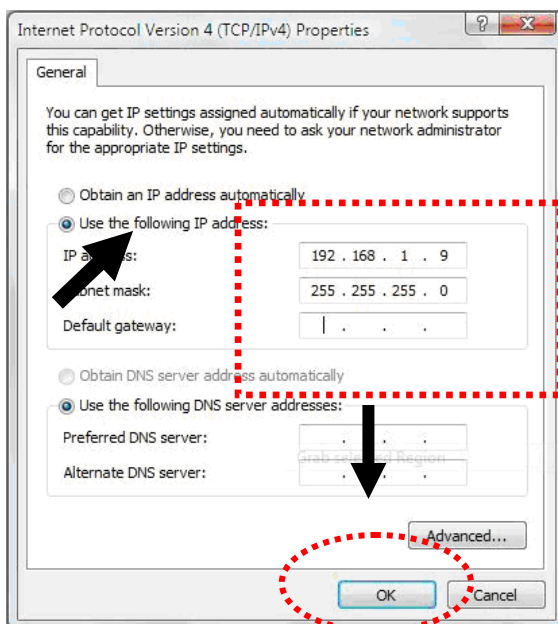 Internet Protocol Version 4 (TCP/IPv4) Properties
?
X
General
You can get IP settings assigned automatically if your network supports
this capability. Otherwise, you need to ask your network administrator
for the appropriate IP settings.
Obtain an IP address automatically
Use the following IP address:
IP address:
192 . 168 . 1 . 9
Subnet mask:
255 . 255 . 255 . 0
Default gateway:
. . .
Obtain DNS server address automatically
Use the following DNS server addresses:
Preferred DNS server:
. . .
Grab selected Region
Alternate DNS server:
. . .
Advanced...
OK
Cancel